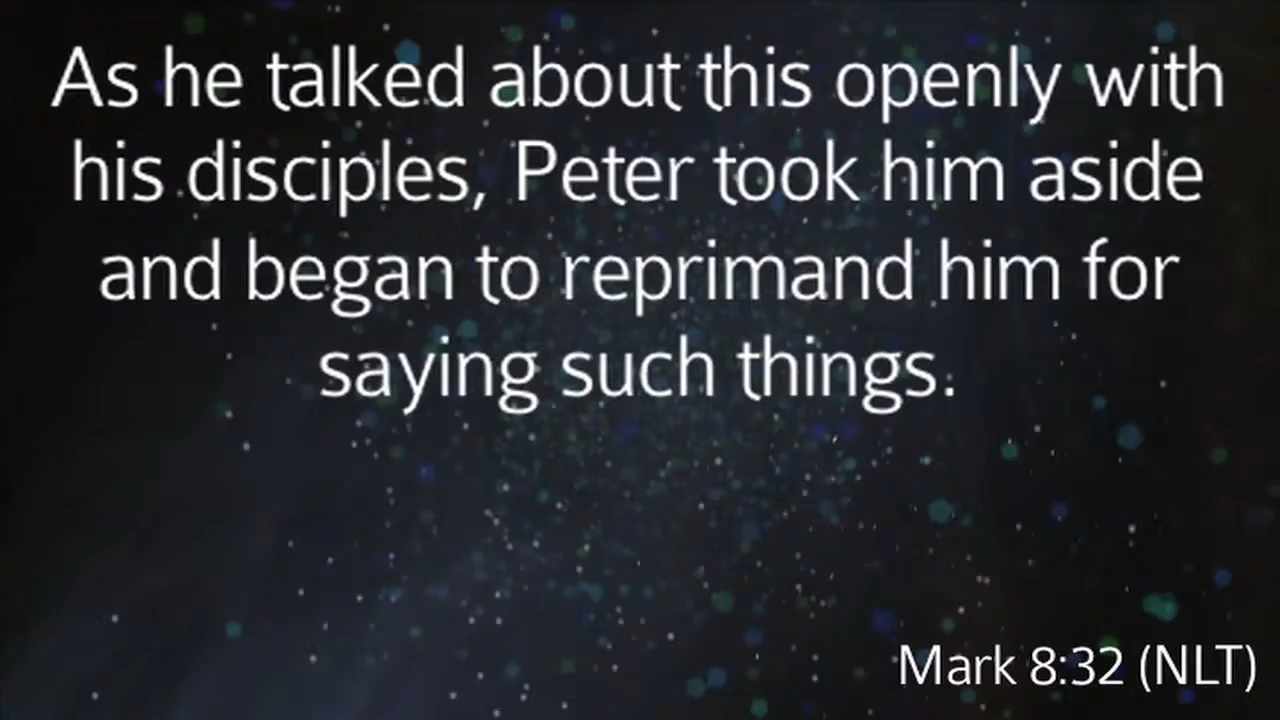 As he talked about this openly with
his disciples, Peter took him aside
and began to reprimand him for
saying such things.
Mark 8:32 (NLT)